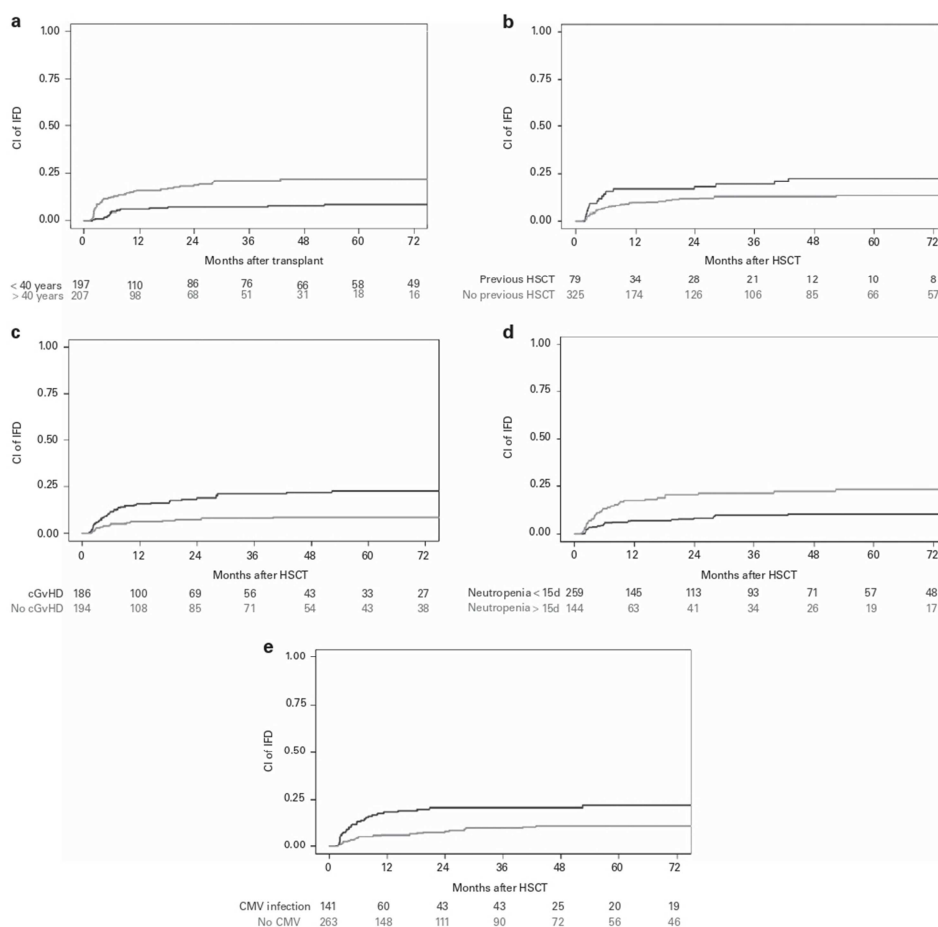 a
1.00
0.75
CI of IFD
0.50
0.25
0.00
0 12 24 36 48 60 72
Months after transplant
< 40 years 197 110 86 76 66 58 49
> 40 years 207 98 68 51 31 18 16
b
1.00
0.75
CI of IFD
0.50
0.25
0.00
0 12 24 36 48 60 72
Months after HSCT
Previous HSCT 79 34 28 21 12 10 8
No previous HSCT 325 174 126 106 85 66 57
c
1.00
0.75
CI of IFD
0.50
0.25
0.00
0 12 24 36 48 60 72
Months after HSCT
cGvHD 186 100 69 56 43 33 27
No cGvHD 194 108 85 71 54 43 38
d
1.00
0.75
CI of IFD
0.50
0.25
0.00
0 12 24 36 48 60 72
Months after HSCT
Neutropenia < 15d 259 145 113 93 71 57 48
Neutropenia > 15d 144 63 41 34 26 19 17
e
1.00
0.75
CI of IFD
0.50
0.25
0.00
0 12 24 36 48 60 72
Months after HSCT
CMV infection 141 60 43 43 25 20 19
No CMV 263 148 111 90 72 56 46